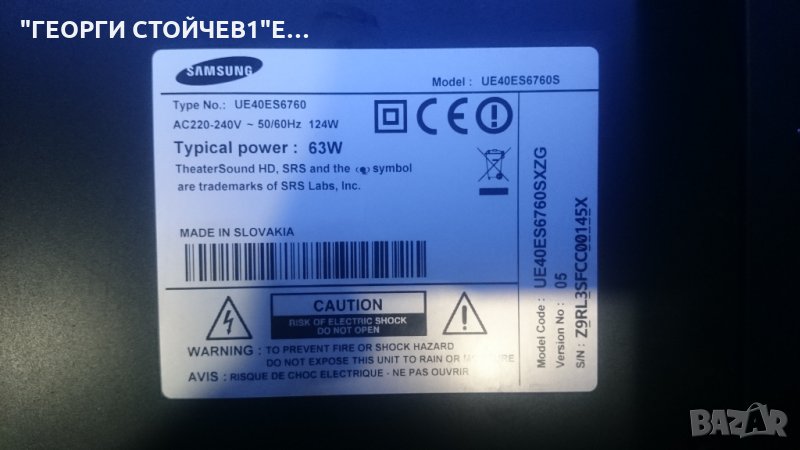 "ГЕОРГИ СТОЙЧЕВ1"Е...
SAMSUNG
Model : UE40ES6760S
Type No.: UE40ES6760
AC220-240V ~ 50/60Hz 124W
Typical power : 63W
TheaterSound HD, SRS and the symbol
are trademarks of SRS Labs, Inc.
MADE IN SLOVAKIA
CAUTION
RISK OF ELECTRIC SHOCK
DO NOT OPEN
WARNING : TO PREVENT FIRE OR SHOCK HAZARD
DO NOT EXPOSE THIS UNIT TO RAIN OR MOISTURE
AVIS : RISQUE DE CHOC ELECTRIQUE - NE PAS OUVRIR
Model Code : UE40ES6760SXZG
Version No : 05
S/N : Z9RL3SFCC00145X
BAZAR